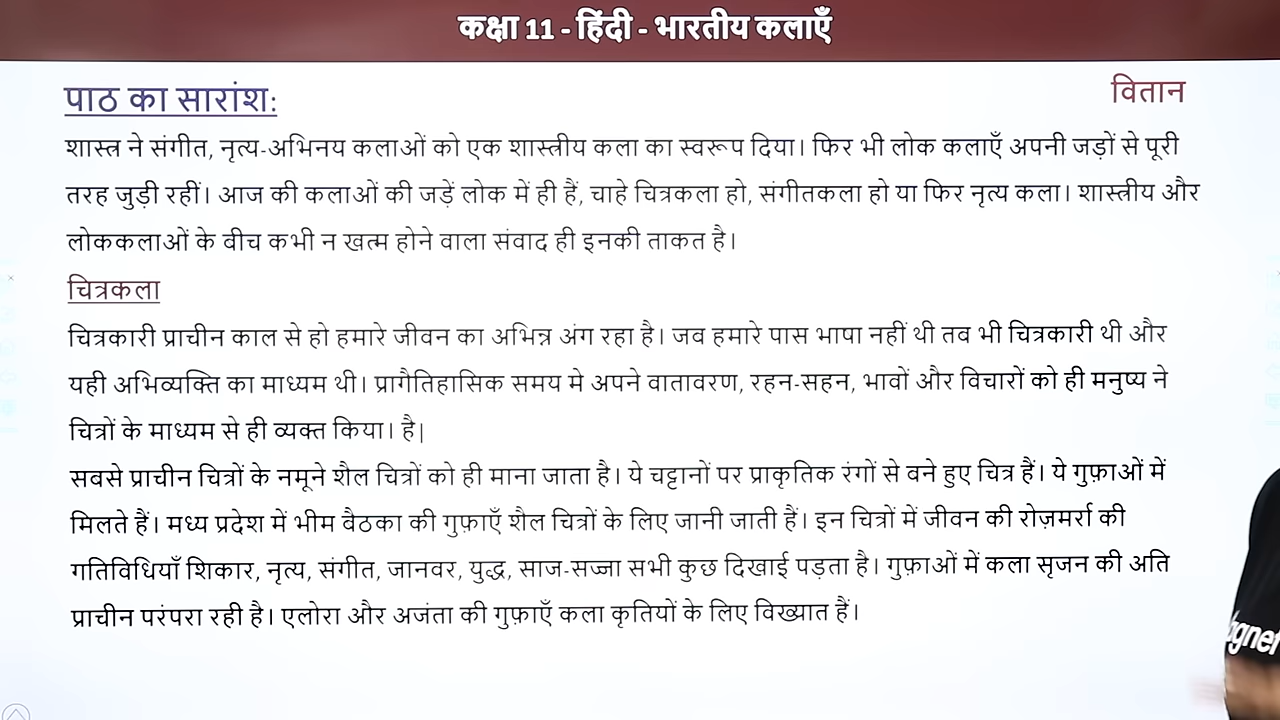 कक्षा 11 - हिंदी - भारतीय कलाएँ
पाठ का सारांश:
वितान
शास्त्र ने संगीत, नृत्य-अभिनय कलाओं को एक शास्त्रीय कला का स्वरूप दिया। फिर भी लोक कलाएँ अपनी जड़ों से पूरी
तरह जुड़ी रहीं। आज की कलाओं की जड़ें लोक में ही हैं, चाहे चित्रकला हो, संगीतकला हो या फिर नृत्य कला। शास्त्रीय और
लोककलाओं के बीच कभी न खत्म होने वाला संवाद ही इनकी ताकत है।
चित्रकला
चित्रकारी प्राचीन काल से हो हमारे जीवन का अभिन्न अंग रहा है। जब हमारे पास भाषा नहीं थी तब भी चित्रकारी थी और
यही अभिव्यक्ति का माध्यम थी। प्रागैतिहासिक समय मे अपने वातावरण, रहन-सहन, भावों और विचारों को ही मनुष्य ने
चित्रों के माध्यम से ही व्यक्त किया। है|
सबसे प्राचीन चित्रों के नमूने शैल चित्रों को ही माना जाता है। ये चट्टानों पर प्राकृतिक रंगों से बने हुए चित्र हैं। ये गुफ़ाओं में
मिलते हैं। मध्य प्रदेश में भीम बैठका की गुफ़ाएँ शैल चित्रों के लिए जानी जाती हैं। इन चित्रों में जीवन की रोज़मर्रा की
गतिविधियाँ शिकार, नृत्य, संगीत, जानवर, युद्ध, साज-सज्जा सभी कुछ दिखाई पड़ता है। गुफ़ाओं में कला सृजन की अति
प्राचीन परंपरा रही है। एलोरा और अजंता की गुफ़ाएँ कला कृतियों के लिए विख्यात हैं।